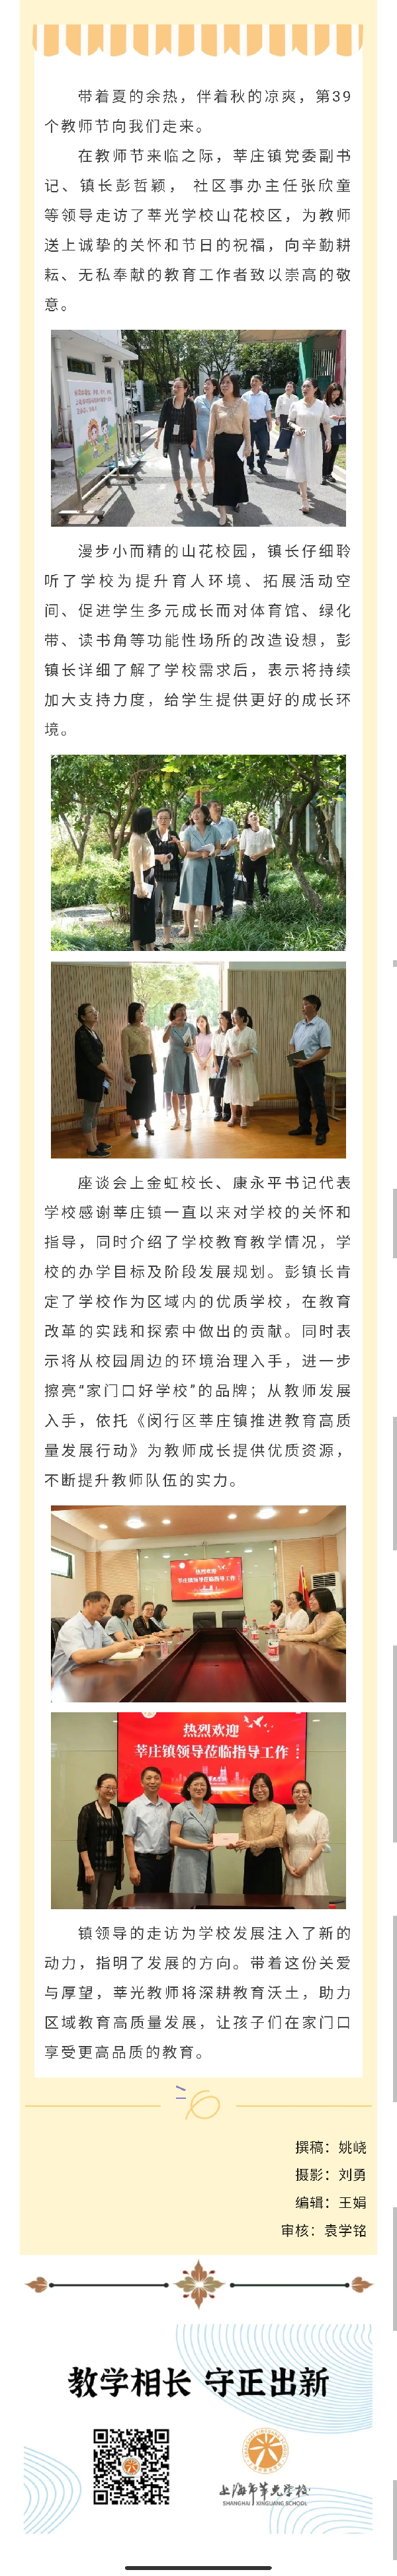 带着夏的余热，伴着秋的凉爽，第39
个教师节向我们走来。
在教师节来临之际，莘庄镇党委副书
记、镇长彭哲颖， 社区事办主任张欣童
等领导走访了莘光学校山花校区，为教师
送上诚挚的关怀和节日的祝福，向辛勤耕
耘、无私奉献的教育工作者致以崇高的敬
意。
漫步小而精的山花校园，镇长仔细聆
听了学校为提升育人环境、拓展活动空
间、促进学生多元成长而对体育馆、绿化
带、读书角等功能性场所的改造设想，彭
镇长详细了解了学校需求后，表示将持续
加大支持力度，给学生提供更好的成长环
境。
座谈会上金虹校长、康永平书记代表
学校感谢莘庄镇一直以来对学校的关怀和
指导，同时介绍了学校教育教学情况，学
校的办学目标及阶段发展规划。彭镇长肯
定了学校作为区域内的优质学校，在教育
改革的实践和探索中做出的贡献。同时表
示将从校园周边的环境治理入手，进一步
擦亮“家门口好学校”的品牌；从教师发展
入手，依托《闵行区莘庄镇推进教育高质
量发展行动》为教师成长提供优质资源，
不断提升教师队伍的实力。
热烈欢迎
莘庄镇领导莅临指导工作
热烈欢迎
莘庄镇领导莅临指导工作
镇领导的走访为学校发展注入了新的
动力，指明了发展的方向。带着这份关爱
与厚望，莘光教师将深耕教育沃土，助力
区域教育高质量发展，让孩子们在家门口
享受更高品质的教育。
撰稿：姚峣
摄影：刘勇
编辑：王娟
审核：袁学铭
教学相长 守正出新
上海市莘光学校
SHANGHAI XINGUANG SCHOOL